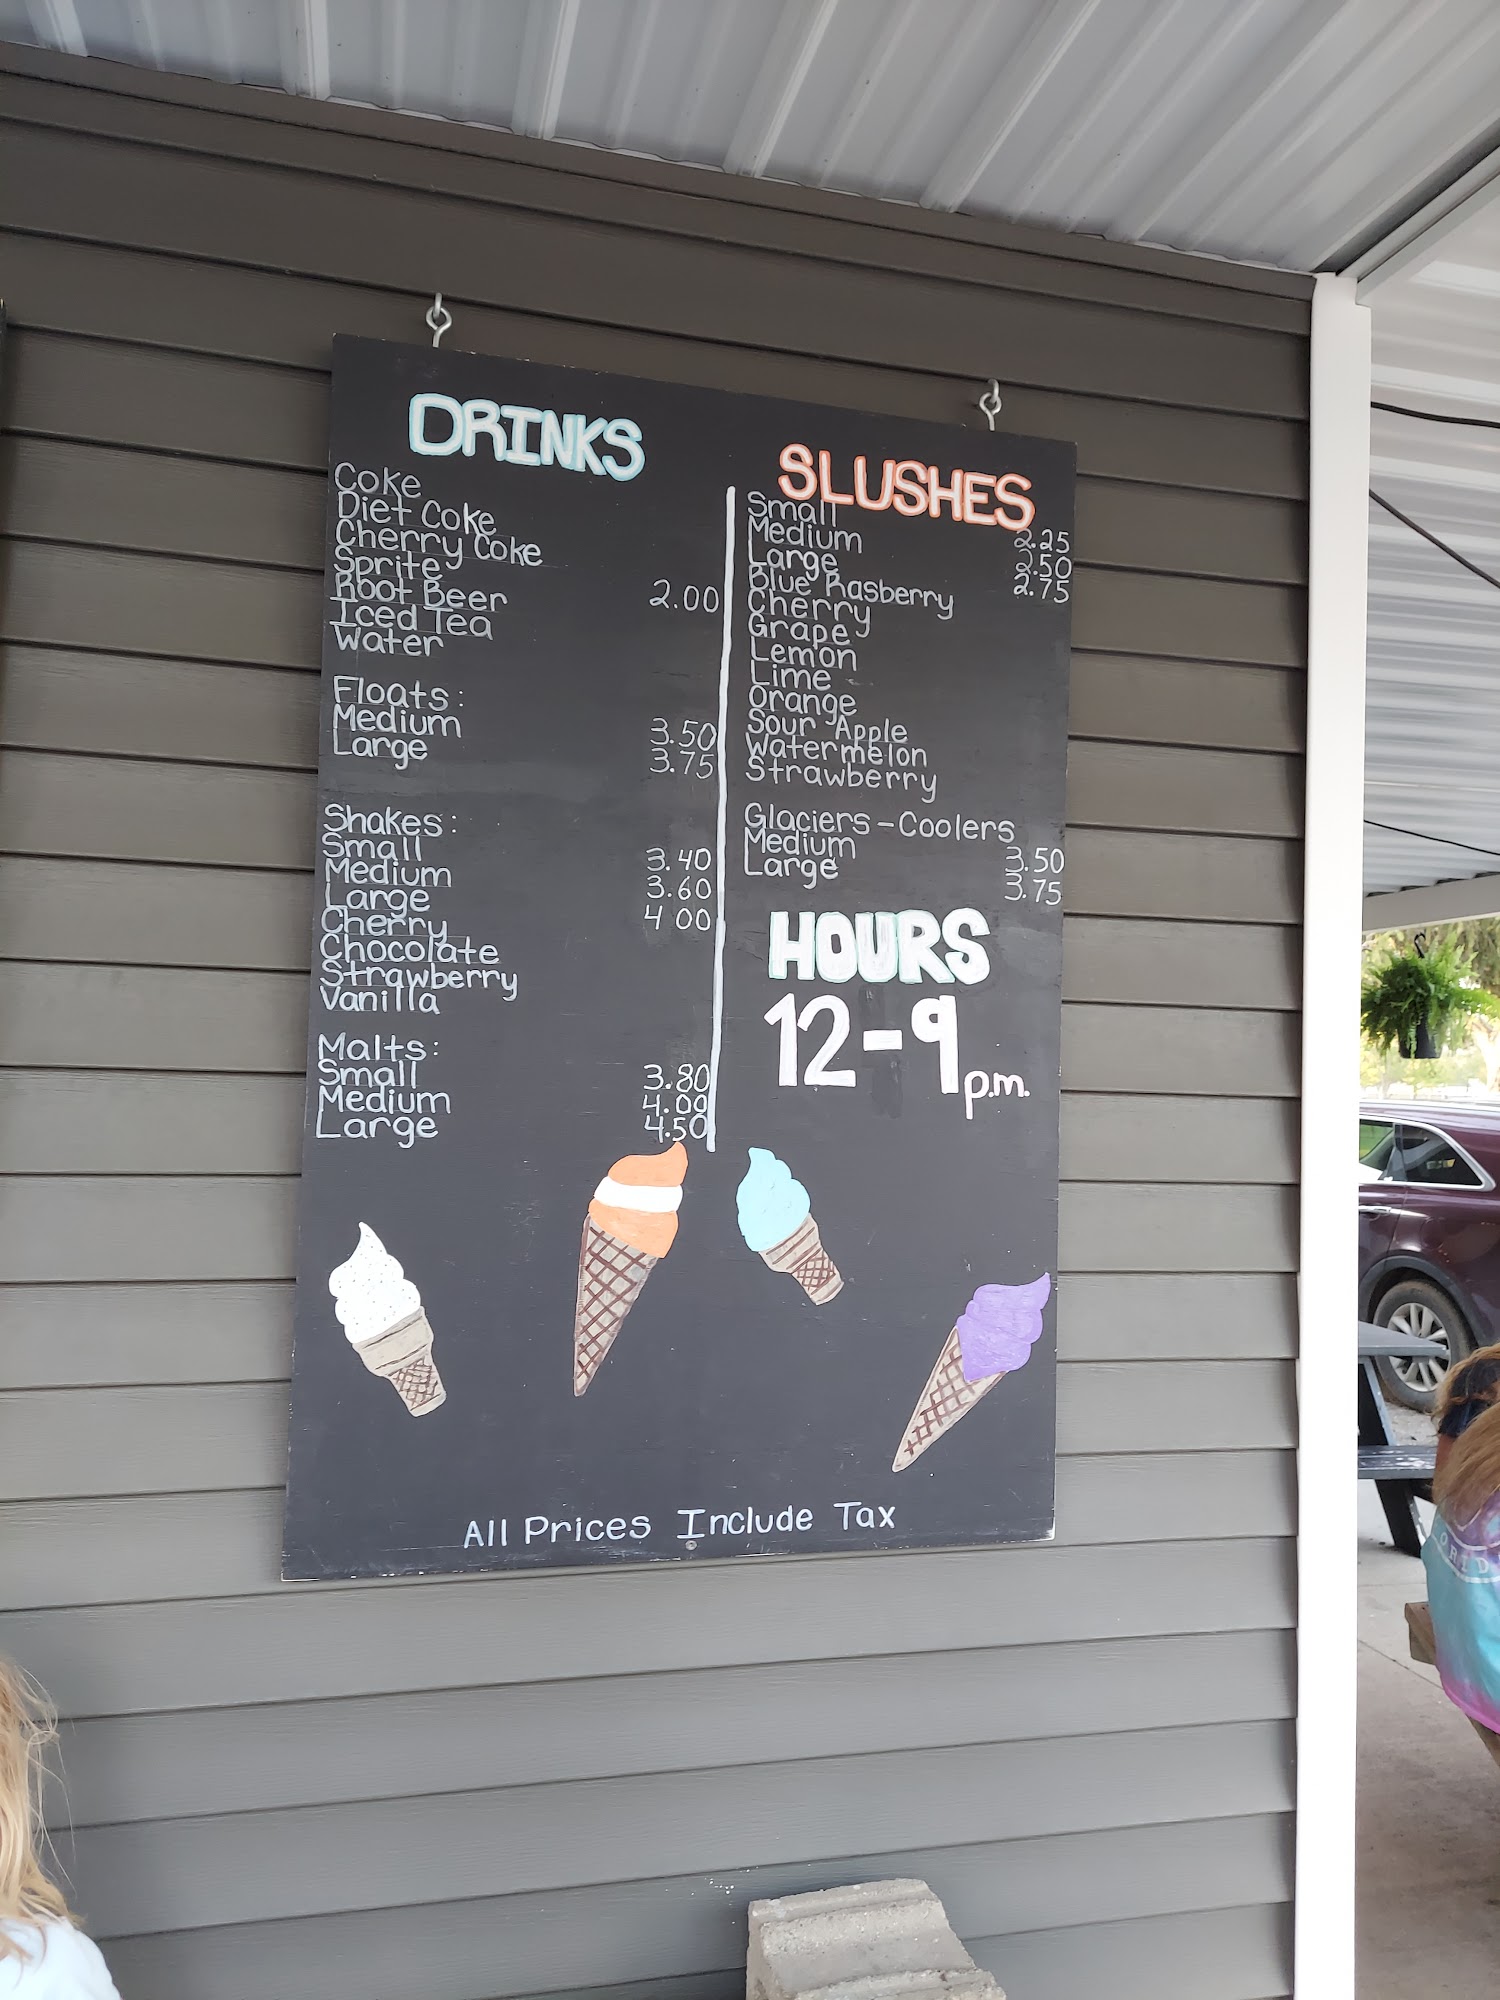 DRINKS
Coke
Diet Coke
Cherry Coke
Sprite
Root Beer 2.00
Iced Tea
Water
Floats:
Medium 3.50
Large 3.75
Shakes:
Small 3.40
Medium 3.60
Large 4 00
Cherry
Chocolate
Strawberry
Vanilla
Malts:
Small 3.80
Medium 4.00
Large 4.50
SLUSHES
Small 2.25
Medium 2.50
Large 2.75
Blue Rasberry
Cherry
Grape
Lemon
Lime
Orange
Sour Apple
Watermelon
Strawberry
Glaciers-Coolers
Medium 3.50
Large 3.75
HOURS
12-9 p.m.
All Prices Include Tax